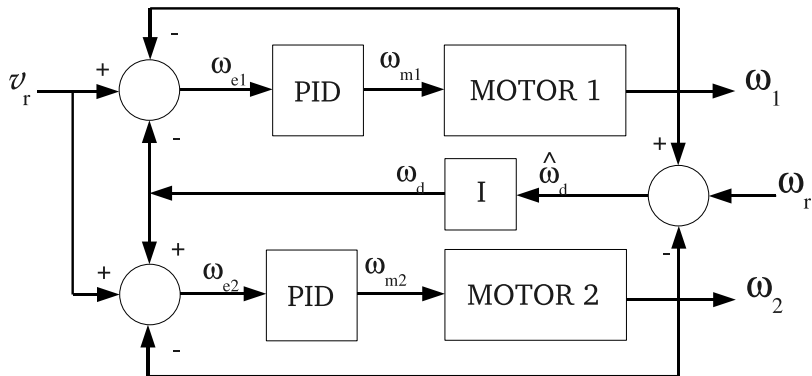 -
v_r + ω_e1 PID ω_m1 MOTOR 1 ω_1
- +
ω_d I ω̂_d ω_r
+ -
+ ω_e2 PID ω_m2 MOTOR 2 ω_2
-